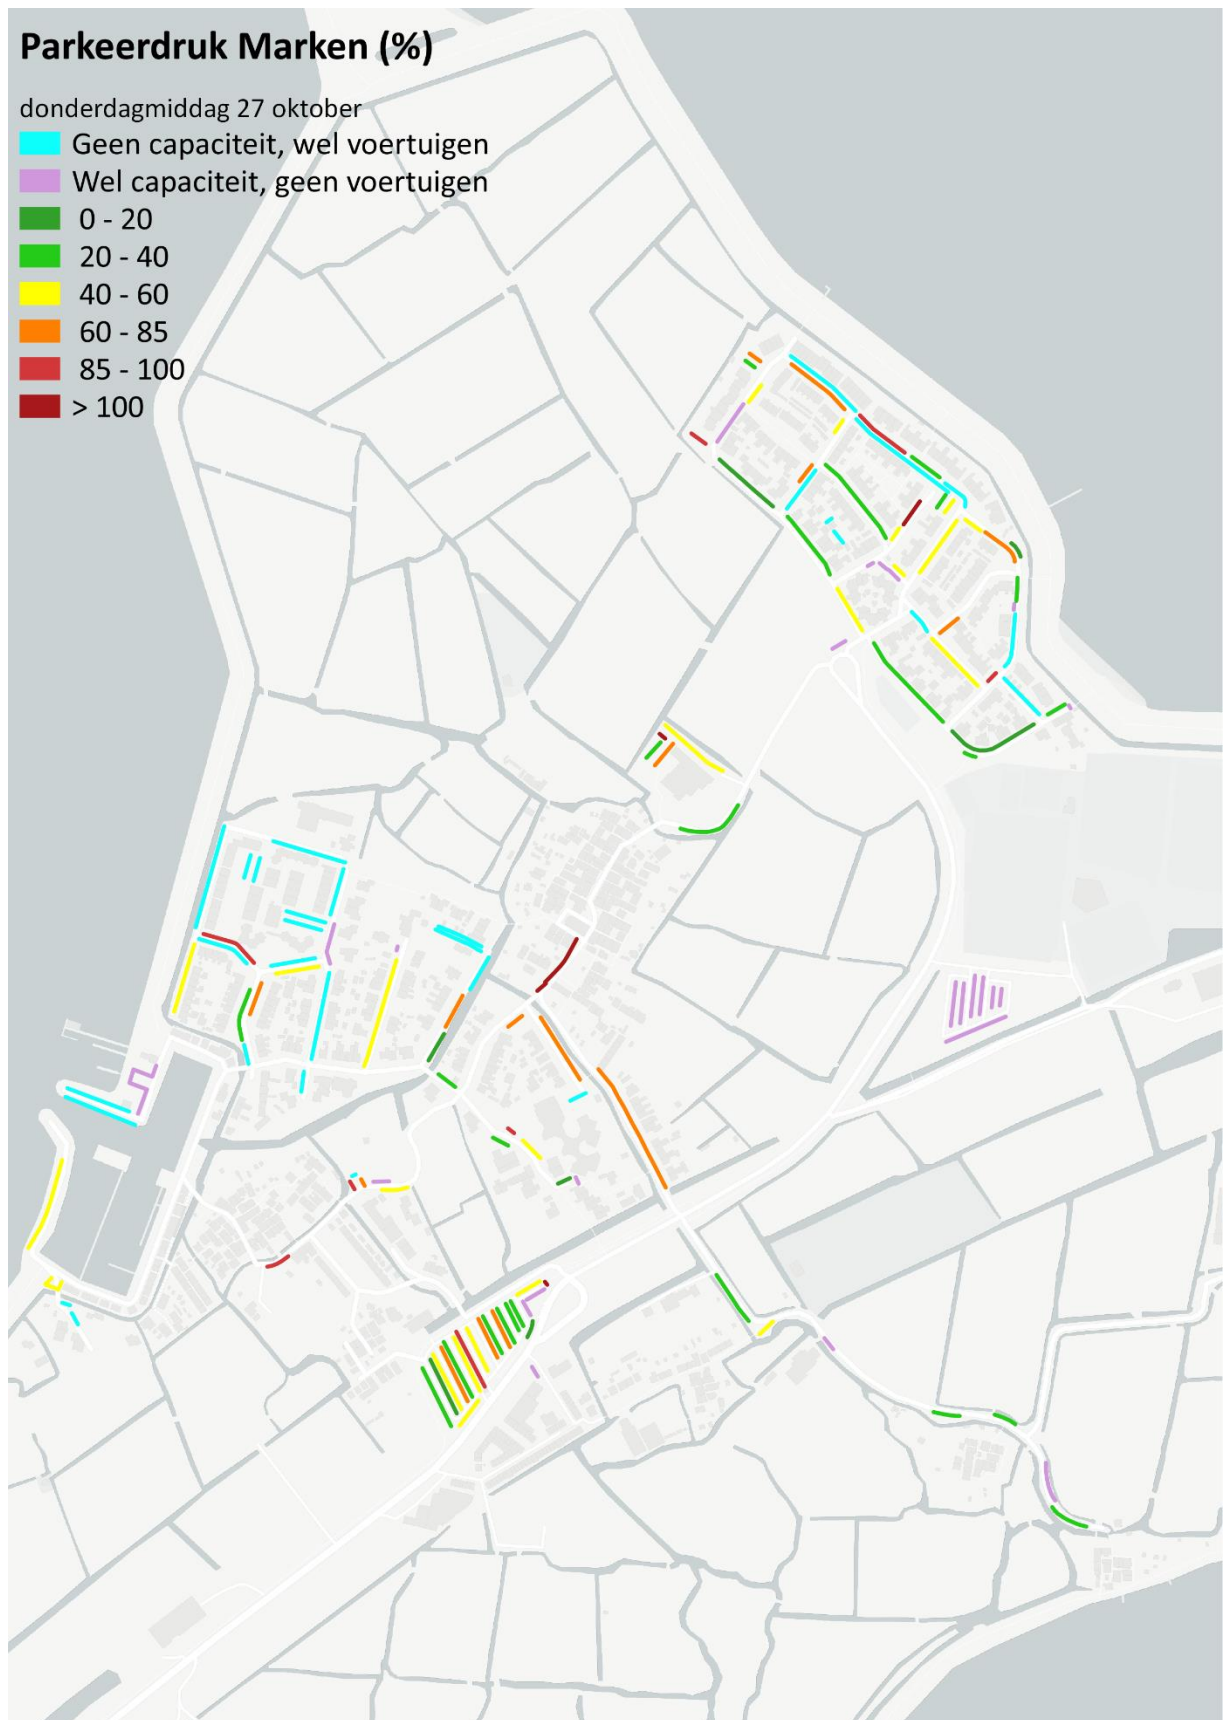 Parkeerdruk Marken (%)
donderdagmiddag 27 oktober
Geen capaciteit, wel voertuigen
Wel capaciteit, geen voertuigen
0 - 20
20 - 40
40 - 60
60 - 85
85 - 100
> 100